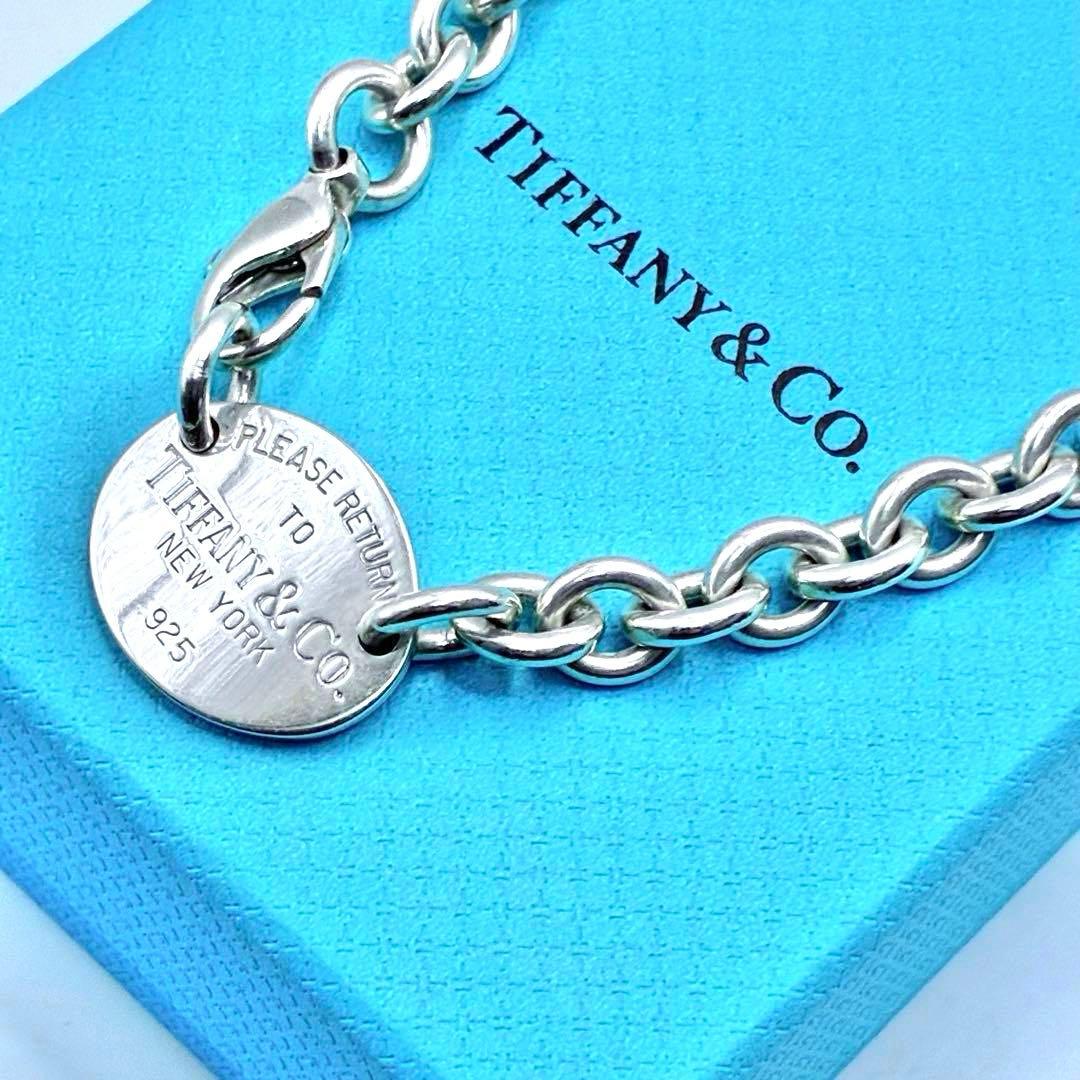 TIFFANY & CO.
PLEASE RETURN
TO
TIFFANY & CO.
NEW YORK
925